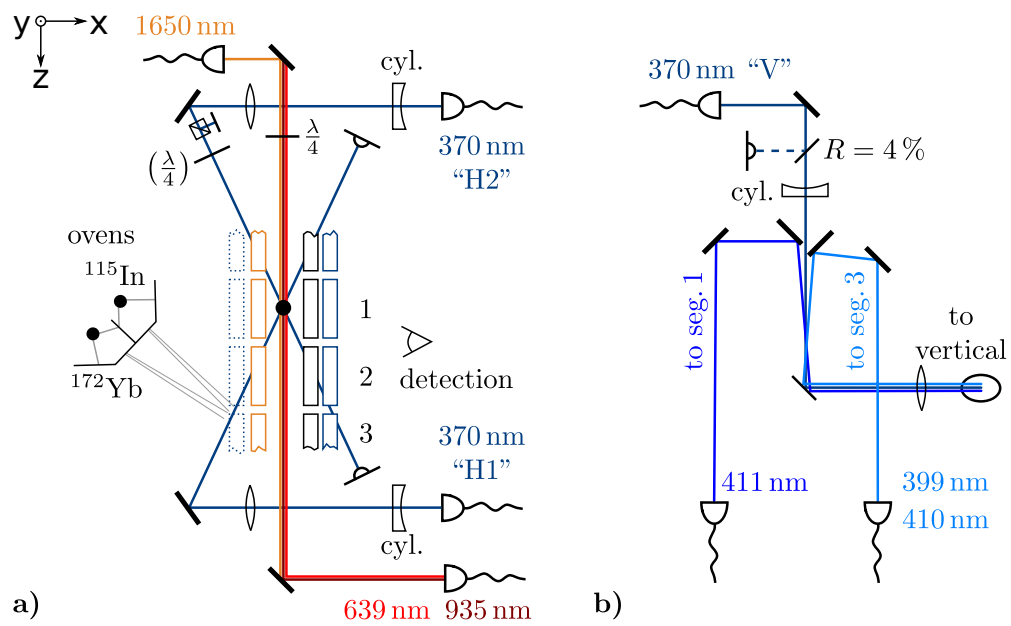 y x
z
1650 nm
cyl.
λ/4
(λ/4)
370 nm
“H2”
ovens
¹¹⁵In
¹⁷²Yb
1
2
3
detection
370 nm
“H1”
cyl.
639 nm 935 nm
a)
370 nm “V”
R = 4 %
cyl.
to seg. 1
to seg. 3
to
vertical
411 nm
399 nm
410 nm
b)